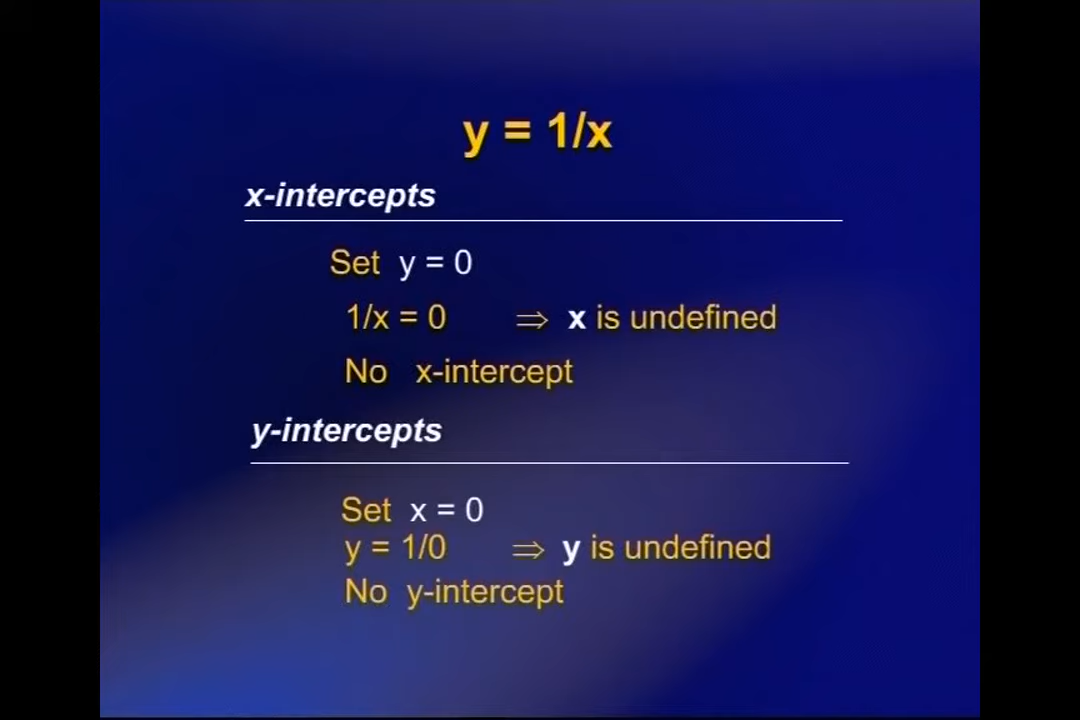 y = 1/x
x-intercepts
Set y = 0
1/x = 0 ⇒ x is undefined
No x-intercept
y-intercepts
Set x = 0
y = 1/0 ⇒ y is undefined
No y-intercept